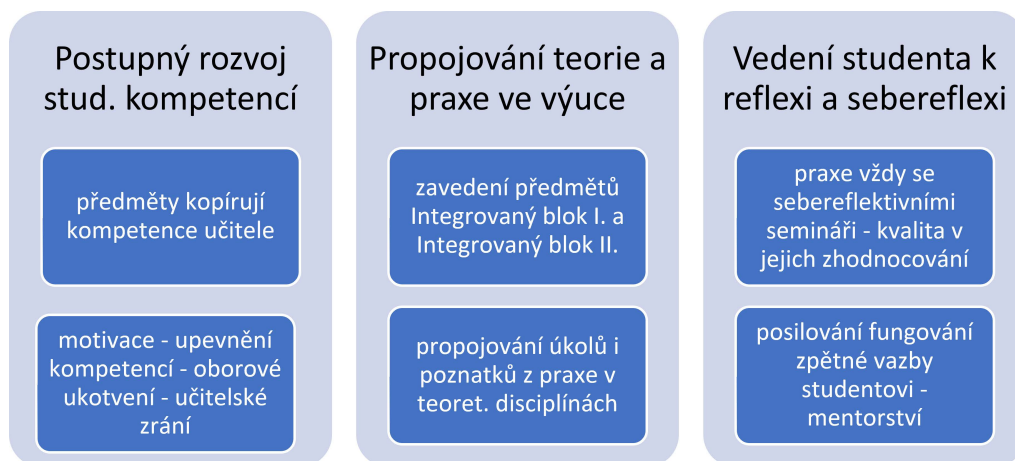 Postupný rozvoj
stud. kompetencí
předměty kopírují
kompetence učitele
motivace - upevnění
kompetencí - oborové
ukotvení - učitelské
zrání
Propojování teorie a
praxe ve výuce
zavedení předmětů
Integrovaný blok I. a
Integrovaný blok II.
propojování úkolů i
poznatků z praxe v
teoret. disciplínách
Vedení studenta k
reflexi a sebereflexi
praxe vždy se
sebereflektivními
semináři - kvalita v
jejich zhodnocování
posilování fungování
zpětné vazby
studentovi -
mentorství